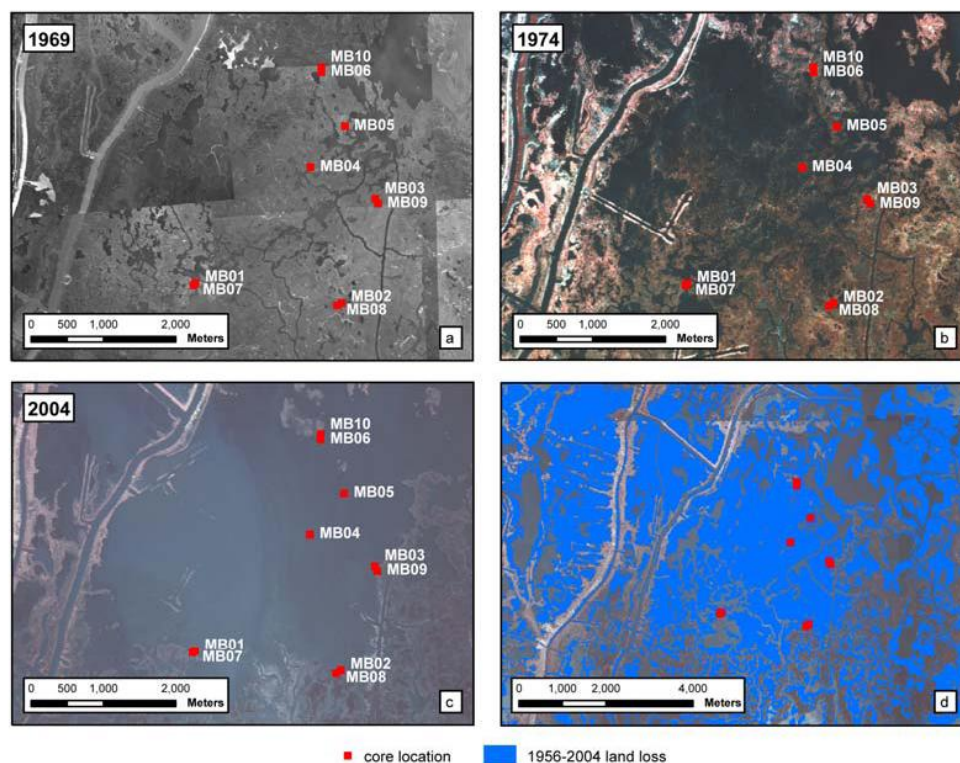 1969
MB10
MB06
MB05
MB04
MB03
MB09
MB01
MB07
MB02
MB08
0 500 1,000 2,000
Meters
a
1974
MB10
MB06
MB05
MB04
MB03
MB09
MB01
MB07
MB02
MB08
0 500 1,000 2,000
Meters
b
2004
MB10
MB06
MB05
MB04
MB03
MB09
MB01
MB07
MB02
MB08
0 500 1,000 2,000
Meters
c
0 1,000 2,000 4,000
Meters
d
core location 1956-2004 land loss